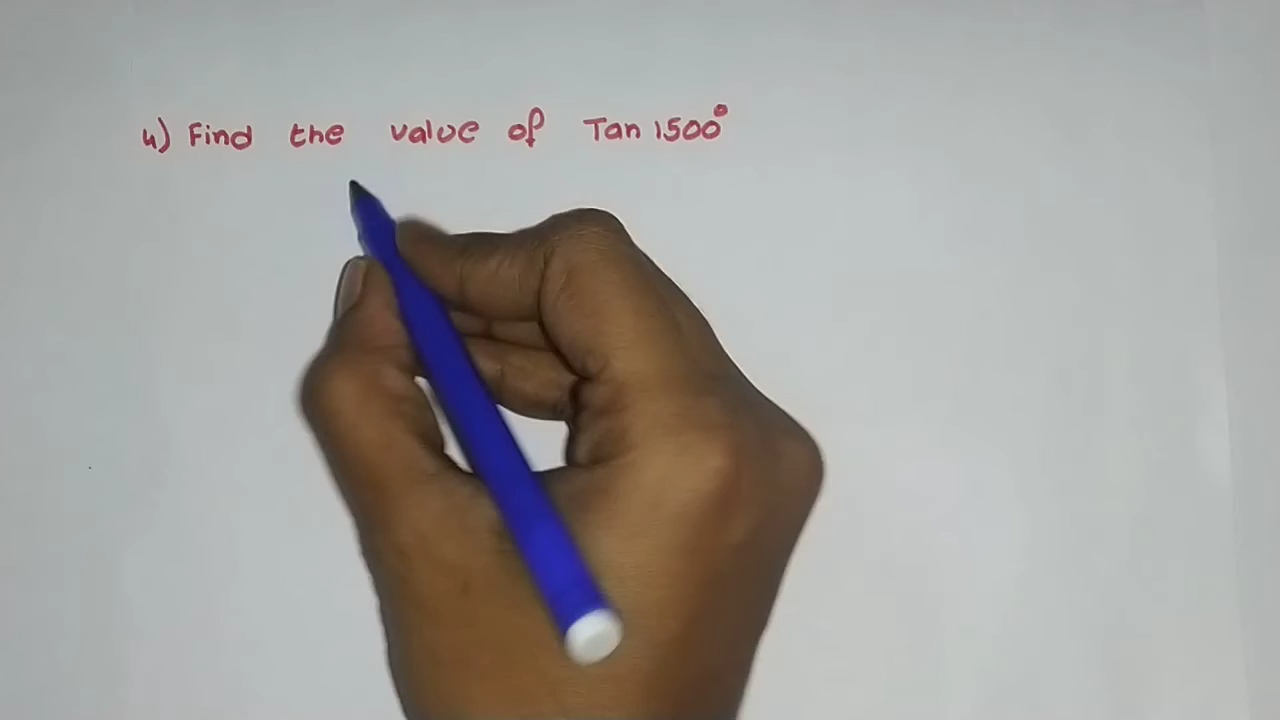 4) Find the value of Tan 1500°